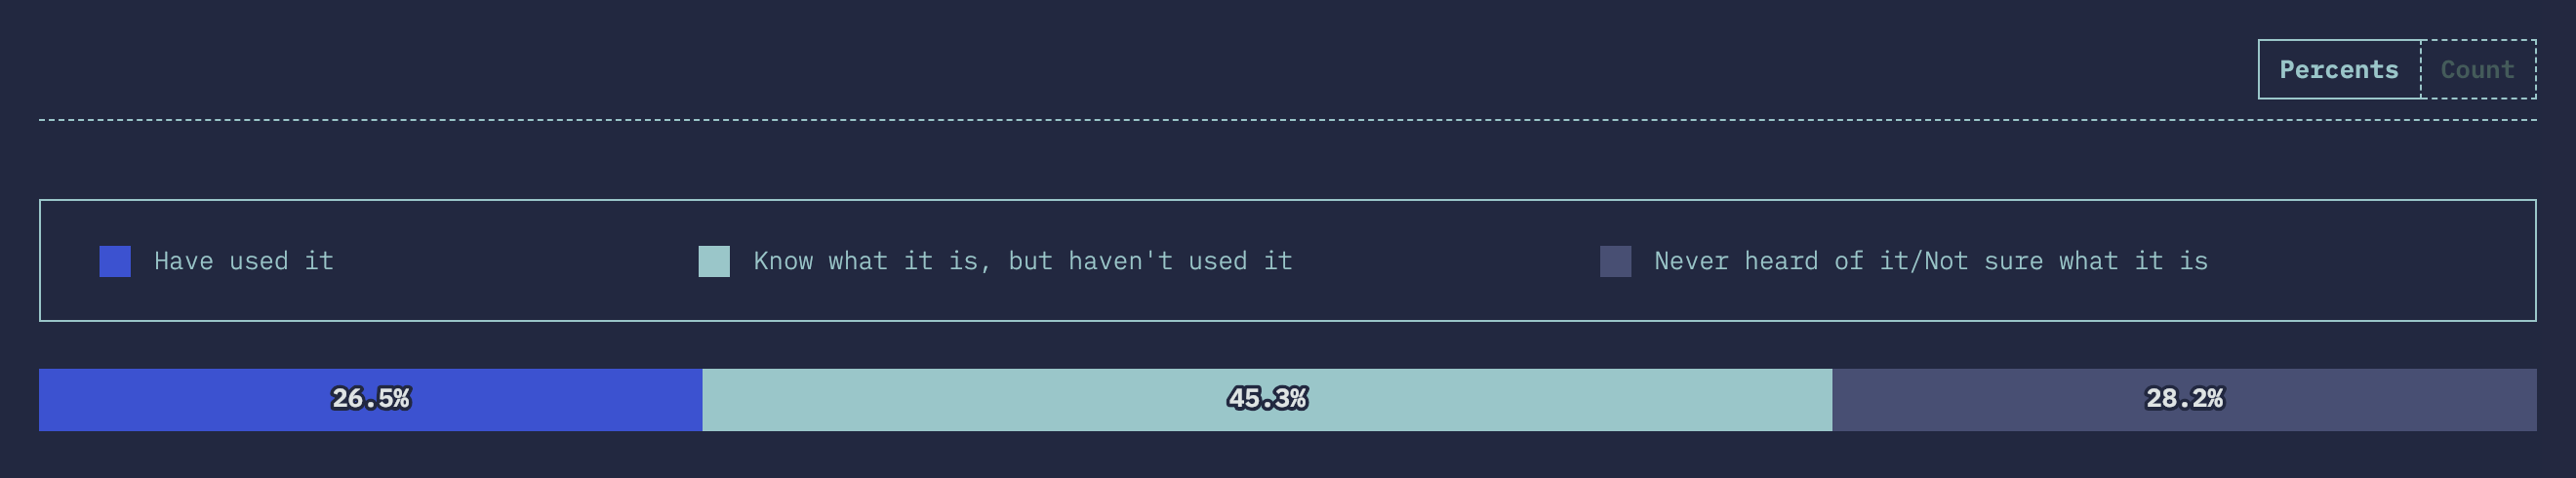 Percents Count
Have used it Know what it is, but haven't used it Never heard of it/Not sure what it is
26.5% 45.3% 28.2%